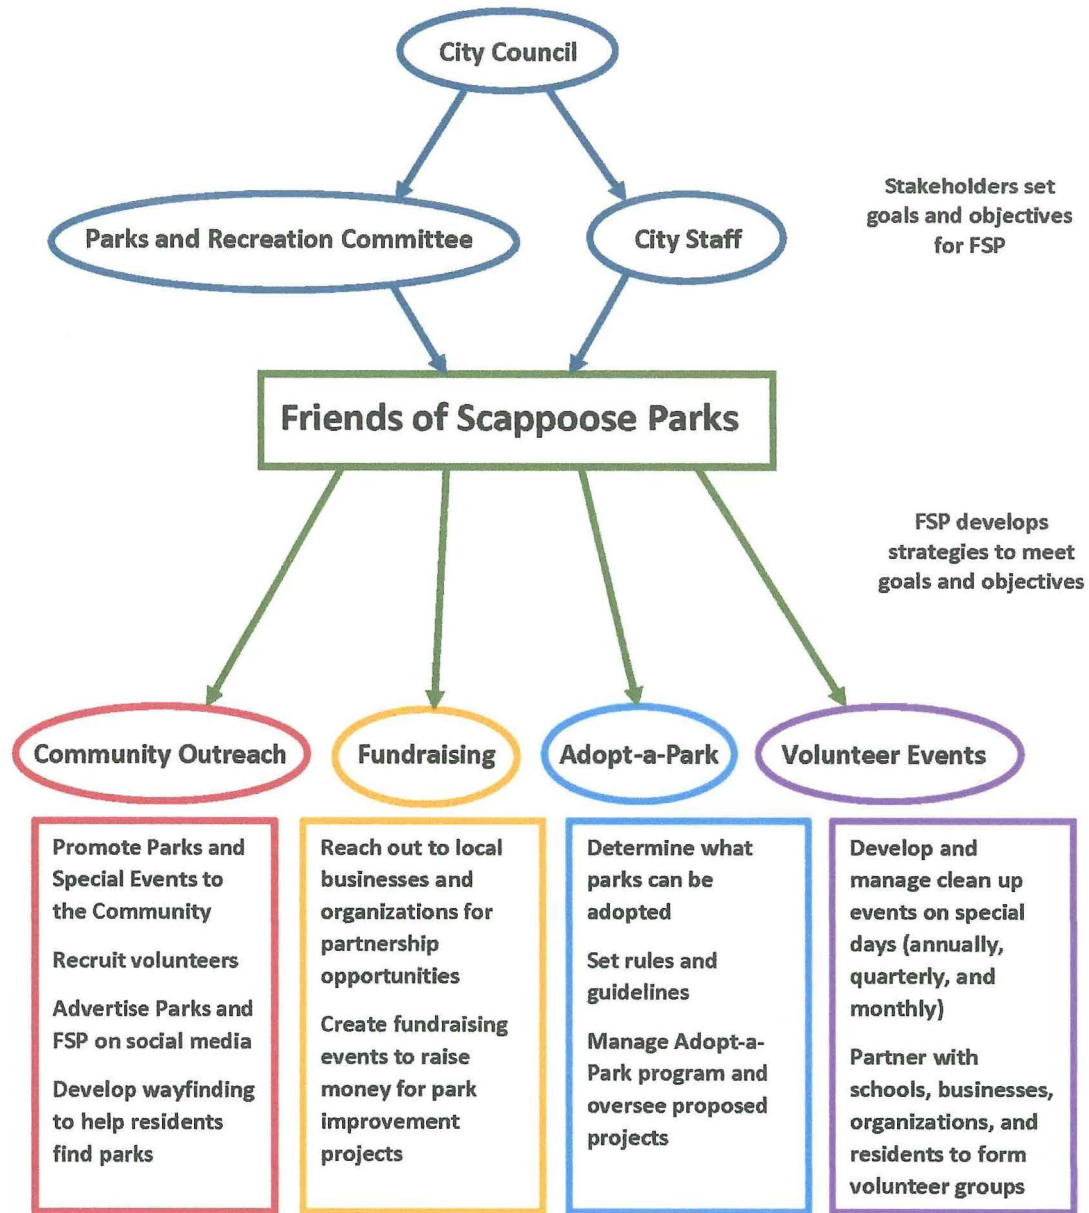 City Council
Parks and Recreation Committee
City Staff
Stakeholders set
goals and objectives
for FSP
Friends of Scappoose Parks
FSP develops
strategies to meet
goals and objectives
Community Outreach
Fundraising
Adopt-a-Park
Volunteer Events
Promote Parks and
Special Events to
the Community
Recruit volunteers
Advertise Parks and
FSP on social media
Develop wayfinding
to help residents
find parks
Reach out to local
businesses and
organizations for
partnership
opportunities
Create fundraising
events to raise
money for park
improvement
projects
Determine what
parks can be
adopted
Set rules and
guidelines
Manage Adopt-a-
Park program and
oversee proposed
projects
Develop and
manage clean up
events on special
days (annually,
quarterly, and
monthly)
Partner with
schools, businesses,
organizations, and
residents to form
volunteer groups